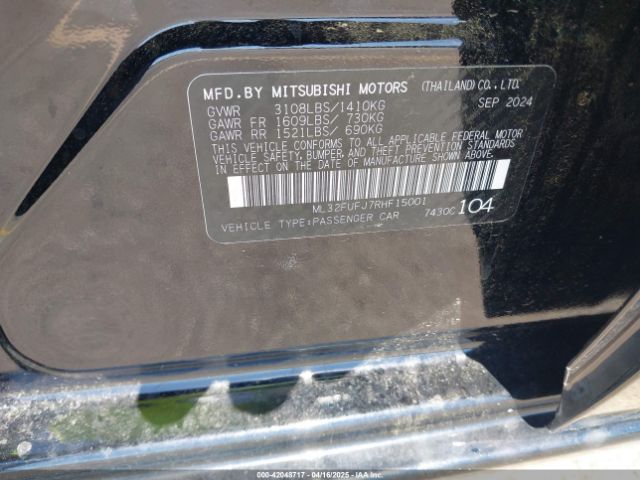 MFD.BY MITSUBISHI MOTORS (THAILAND) CO., LTD.
GVWR 3108LBS/1410KG SEP 2024
GAWR FR 1609LBS/ 730KG
GAWR RR 1521LBS/ 690KG
THIS VEHICLE CONFORMS TO ALL APPLICABLE FEDERAL MOTOR
VEHICLE SAFETY, BUMPER, AND THEFT PREVENTION STANDARDS
IN EFFECT ON THE DATE OF MANUFACTURE SHOWN ABOVE.
ML32FUFJ7RHF15001
VEHICLE TYPE:PASSENGER CAR 7430C 104
000-42048717 - 04/16/2025 - IAAI.COM